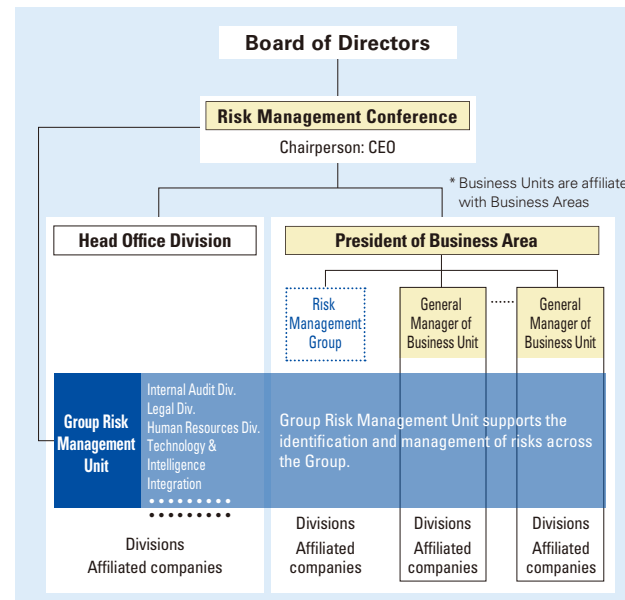 Board of Directors
Risk Management Conference
Chairperson: CEO
* Business Units are affiliate
with Business Areas
Head Office Division
President of Business Area
Risk
Management
Group
General
Manager of
Business Unit
......
General
Manager of
Business Unit
Group Risk
Management
Unit
Internal Audit Div.
Legal Div.
Human Resources Div.
Technology &
Intelligence
Integration
Group Risk Management Unit supports the
identification and management of risks across
the Group.
Divisions
Affiliated companies
Divisions
Affiliated
companies
Divisions
Affiliated
companies
Divisions
Affiliated
companies